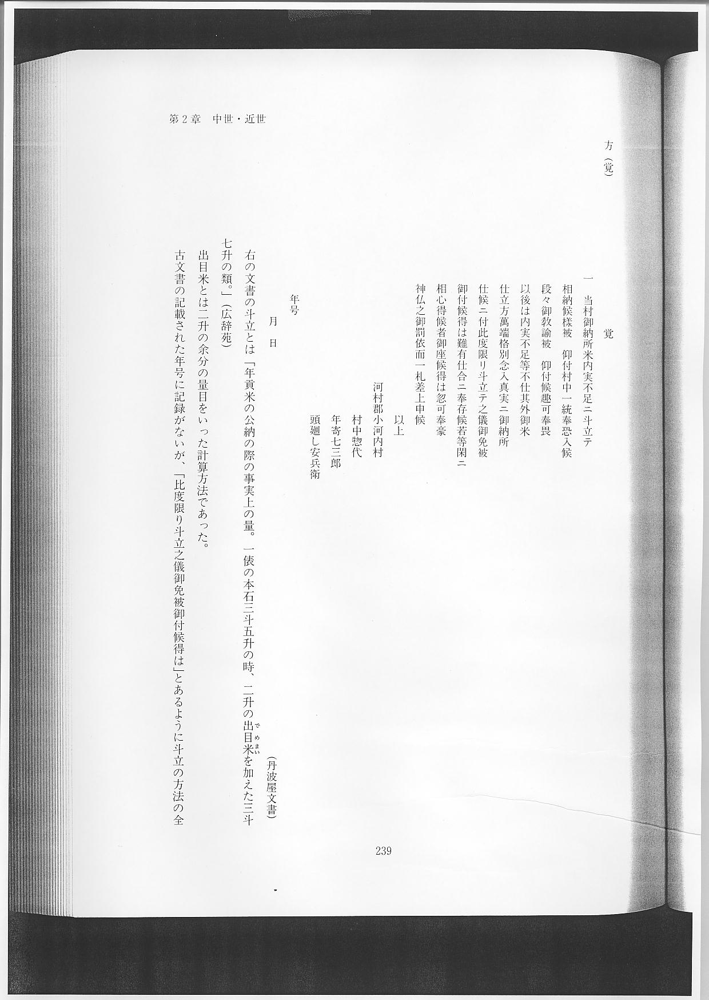 第2章　中世・近世
方（覚）
覚
一　当村御納所米内実不足ニ斗立テ
相納候様被　仰付村中一統奉恐入候
段々御教諭被　仰付候趣可奉畏
以後は内実不足等不仕其外御米
仕立方萬端格別念入真実ニ御納所
仕候ニ付此度限リ斗立テ之儀御免被
御付候得は難有仕合ニ奉存候若等閑ニ
相心得候者御座候得は忽可奉豪
神仏之御罰依而一札差上申候
以上
河村郡小河内村
村中惣代
年寄七三郎
頭廻し安兵衛
年号
月　日
（丹波屋文書）
右の文書の斗立とは「年貢米の公納の際の事実上の量。一俵の本石三斗五升の時、二升の出目米を加えた三斗
でめまい
七升の類。」（広辞苑）
出目米とは二升の余分の量目をいった計算方法であった。
古文書の記載された年号に記録がないが、「比度限り斗立之儀御免被御付候得は」とあるように斗立の方法の全
239